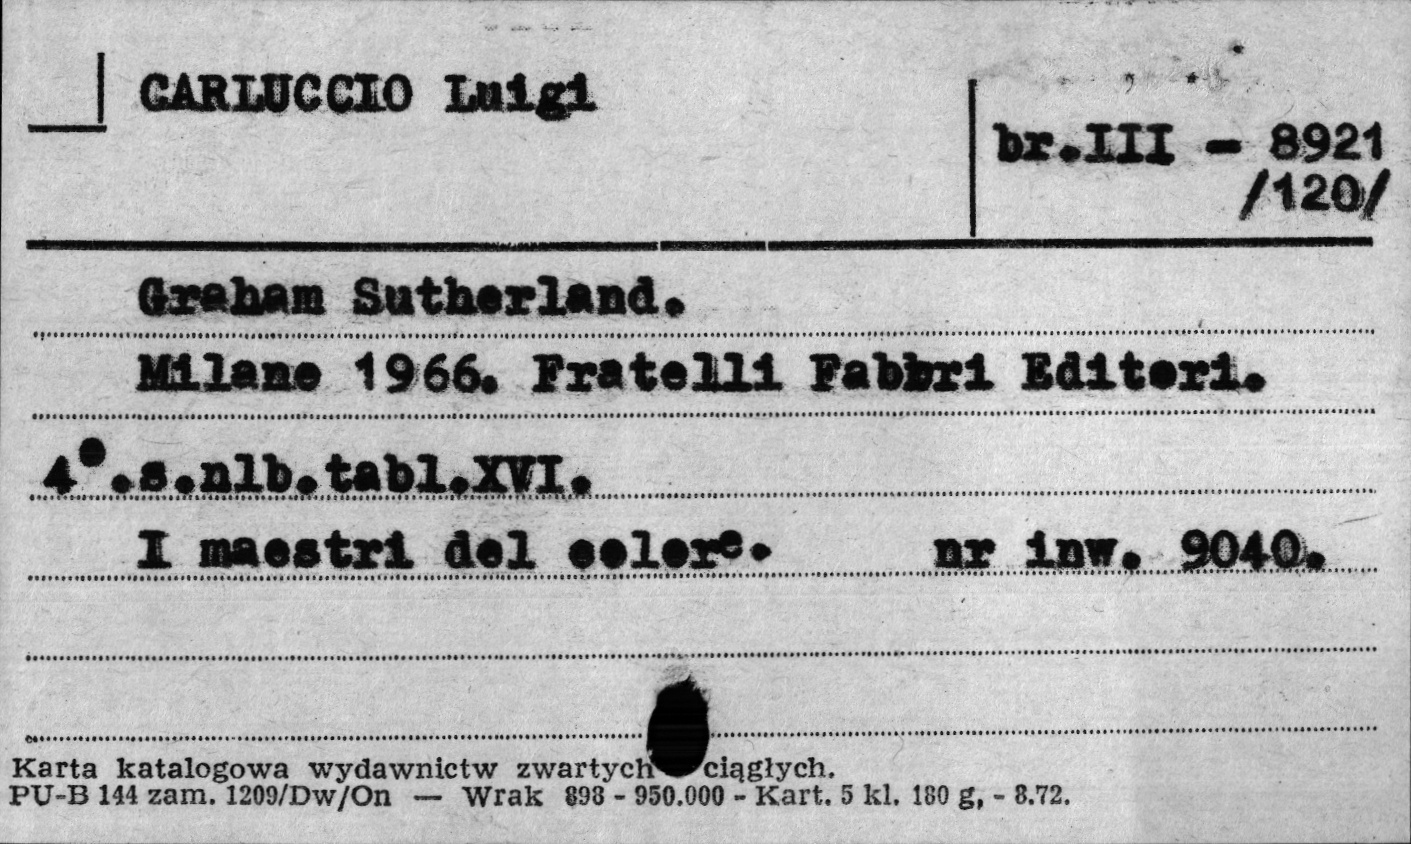 CARLUCCIO Luigi
br.III - 8921
/120/
Graham Sutherland.
Milano 1966. Fratelli Fabbri Editori.
4°.s.nlb.tabl.XVI.
I maestri del colore. nr inw. 9040.
Karta katalogowa wydawnictw zwartych ciągłych.
PU-B 144 zam. 1209/Dw/On — Wrak 898 - 950.000 - Kart. 5 kl. 180 g, - 8.72.